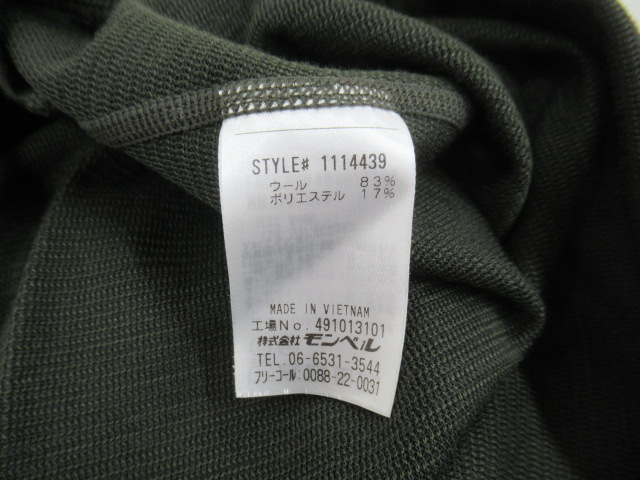 STYLE# 1114439
ウール 83%
ポリエステル 17%
MADE IN VIETNAM
工場No. 491013101
株式会社 モンベル
TEL.06-6531-3544
フリーコール:0088-22-0031